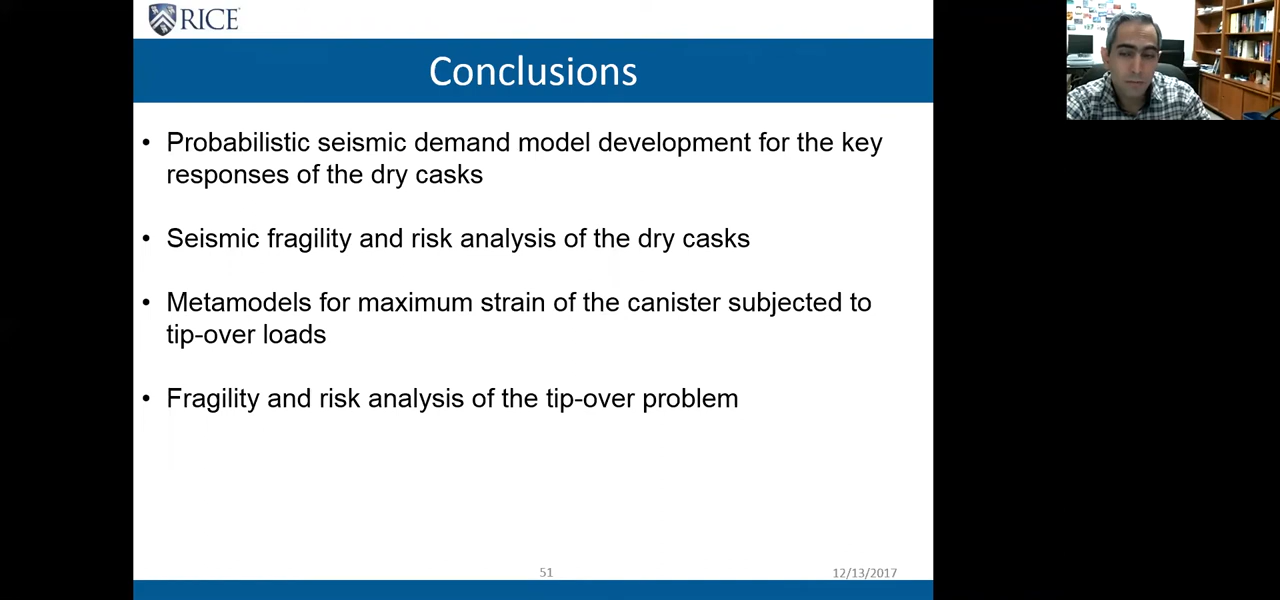 RICE
Conclusions
• Probabilistic seismic demand model development for the key
responses of the dry casks
• Seismic fragility and risk analysis of the dry casks
• Metamodels for maximum strain of the canister subjected to
tip-over loads
• Fragility and risk analysis of the tip-over problem
51
12/13/2017